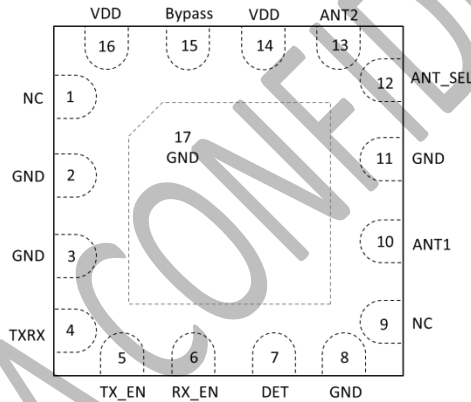 VDD Bypass VDD ANT2
16 15 14 13
12 ANT_SEL
NC 1
17
GND
11 GND
GND 2
10 ANT1
GND 3
9 NC
TXRX 4
5 6 7 8
TX_EN RX_EN DET GND